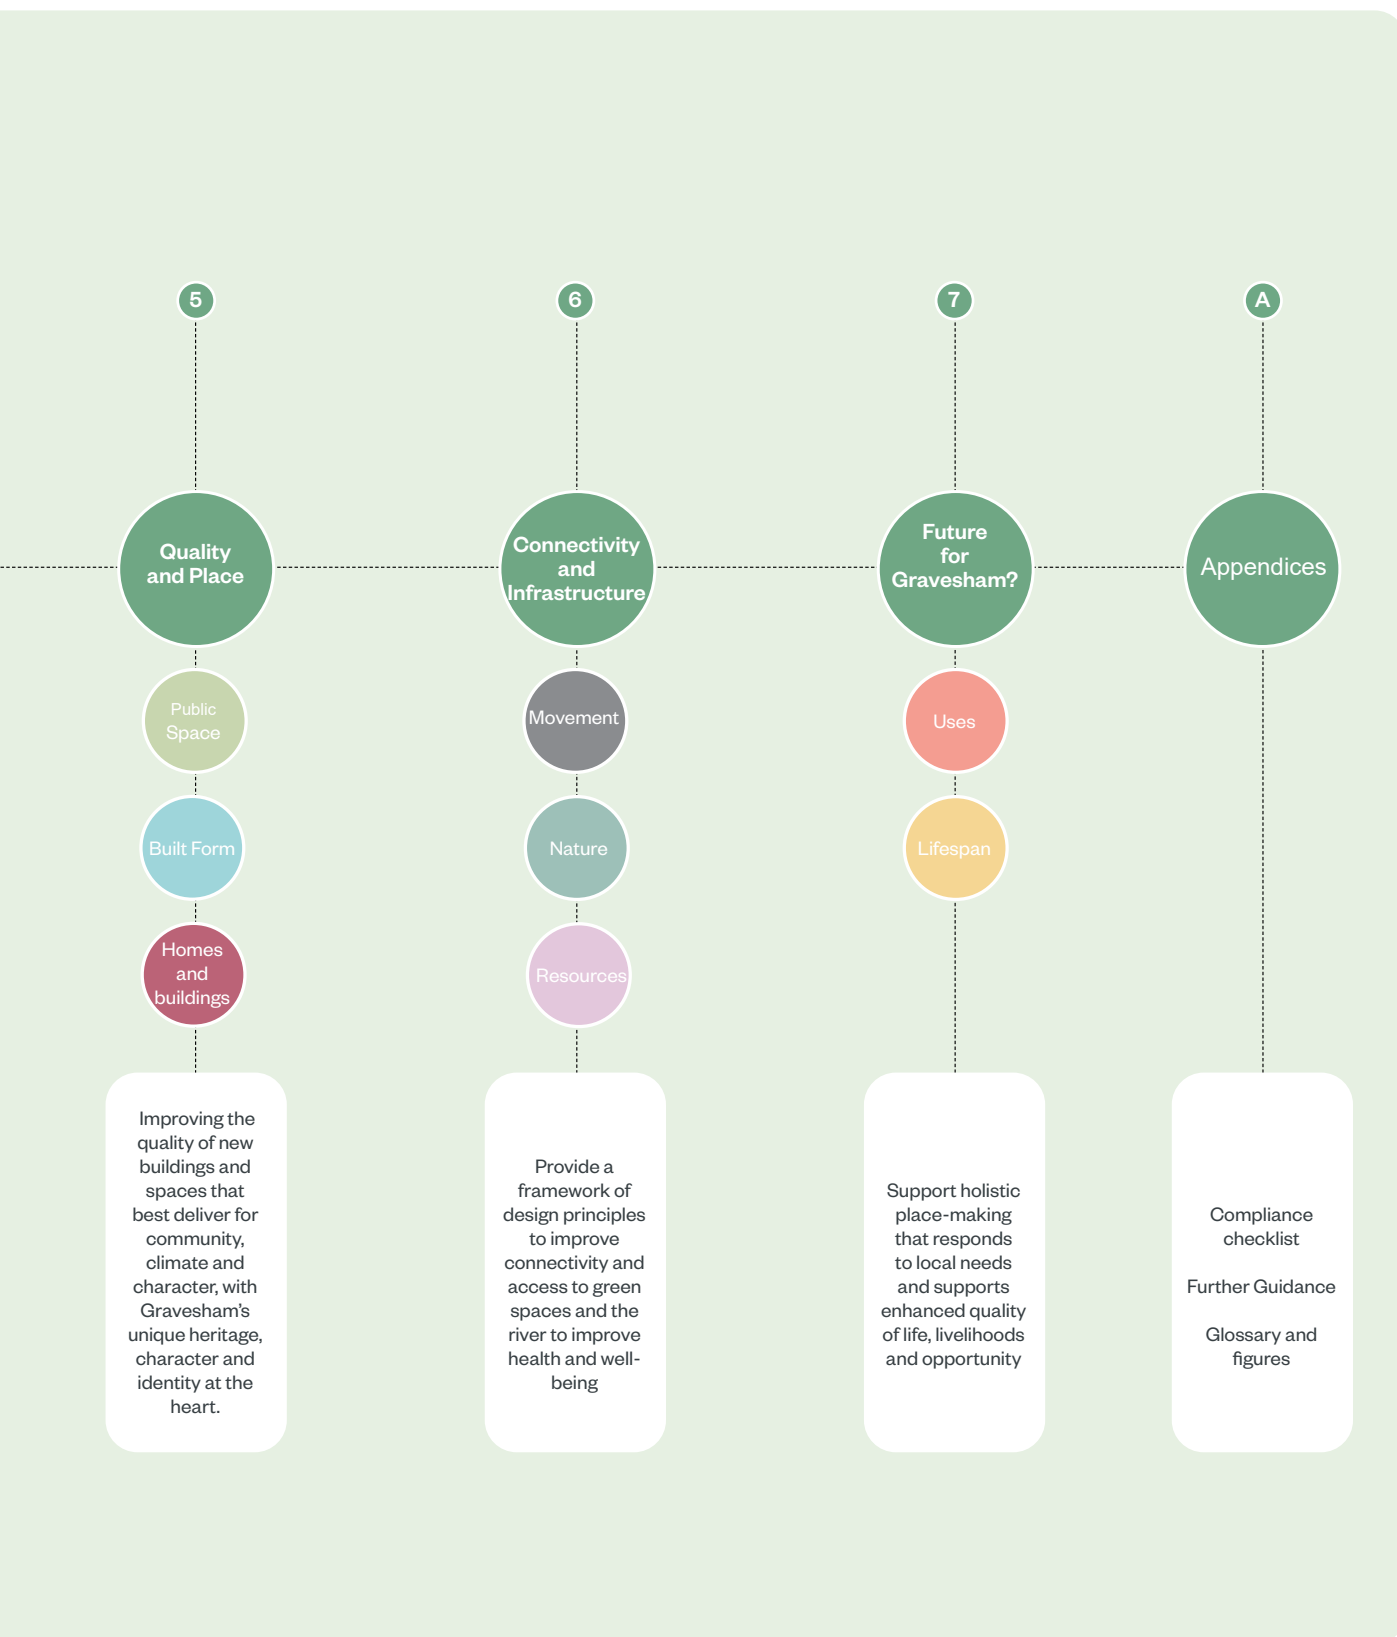 5
Quality
and Place
Public
Space
Built Form
Homes
and
buildings
Improving the
quality of new
buildings and
spaces that
best deliver for
community,
climate and
character, with
Gravesham’s
unique heritage,
character and
identity at the
heart.
6
Connectivity
and
Infrastructure
Movement
Nature
Resources
Provide a
framework of
design principles
to improve
connectivity and
access to green
spaces and the
river to improve
health and well-
being
7
Future
for
Gravesham?
Uses
Lifespan
Support holistic
place-making
that responds
to local needs
and supports
enhanced quality
of life, livelihoods
and opportunity
A
Appendices
Compliance
checklist
Further Guidance
Glossary and
figures